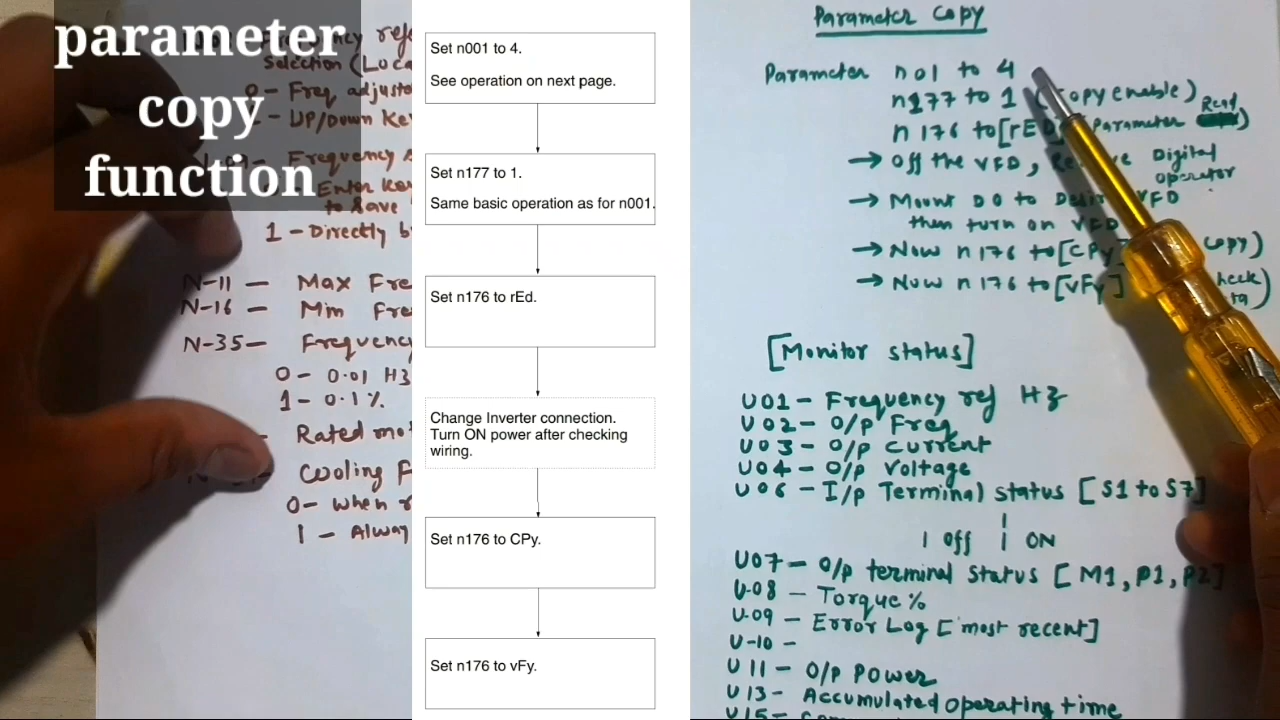 parameter
copy
function
Selection (Loca
0- Freq adjusta
- UP/Down Key
Frequency s
Enter Key
to Save
1 - Directly b
N-11 - Max Fre
N-16 - Min Fre
N-35- Frequency
0 - 0.01 Hz
1 - 0.1%
Rated mo
Cooling F
0- when r
1 - Alway
Set n001 to 4.
See operation on next page.
Set n177 to 1.
Same basic operation as for n001.
Set n176 to rEd.
Change Inverter connection.
Turn ON power after checking
wiring.
Set n176 to CPy.
Set n176 to vFy.
Parameter Copy
Parameter n01 to 4
n177 to 1 (Copy enable)
n176 to [rED] (Parameter Read)
→ Off the VFD, Digital
operator
→ Mount DO to VFD
then turn on VFD
→ Now n176 to [CPy] copy)
→ Now n176 to [vFy]
[Monitor status]
U01 - Frequency ref Hz
U02 - O/p Freq
U03 - O/p Current
U04 - O/p Voltage
U06 - I/p Terminal status [S1 to S7]
| Off | ON
U07 - O/p terminal status [M1, P1, P2]
U-08 - Torque %
U-09 - Error Log [most recent]
U-10 -
U11 - O/p Power
U13- Accumulated operating time
U15-